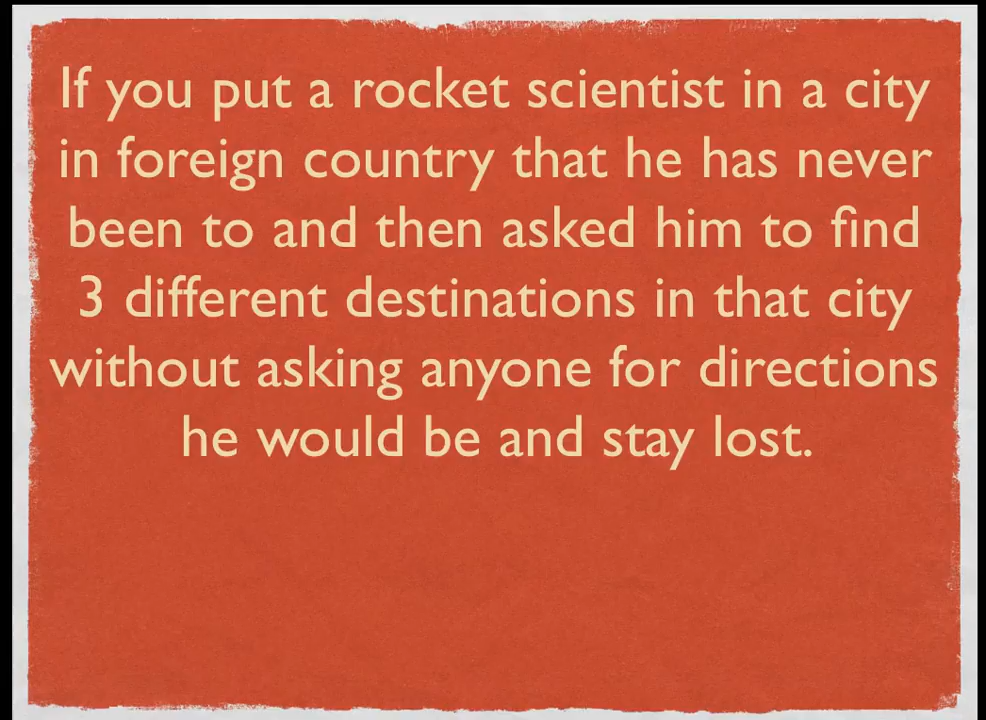 If you put a rocket scientist in a city
in foreign country that he has never
been to and then asked him to find
3 different destinations in that city
without asking anyone for directions
he would be and stay lost.